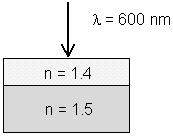 λ = 600 nm
n = 1.4
n = 1.5